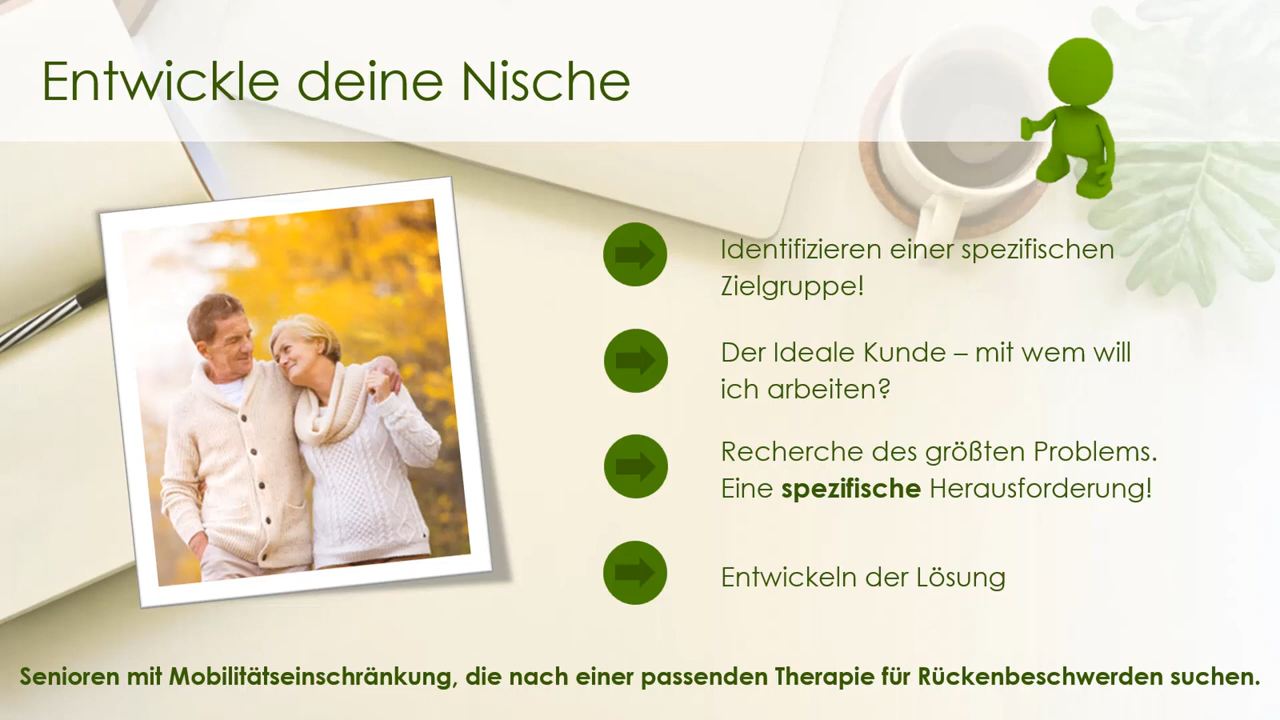 Entwickle deine Nische
Identifizieren einer spezifischen
Zielgruppe!
Der Ideale Kunde – mit wem will
ich arbeiten?
Recherche des größten Problems.
Eine spezifische Herausforderung!
Entwickeln der Lösung
Senioren mit Mobilitätseinschränkung, die nach einer passenden Therapie für Rückenbeschwerden suchen.